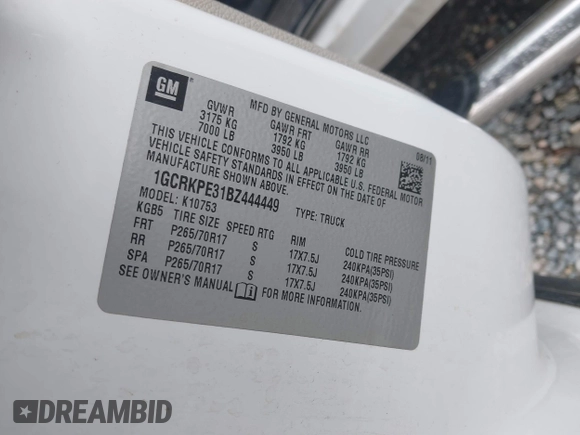 GM
MFD BY GENERAL MOTORS LLC
08/11
GVWR GAWR FRT GAWR RR
3175 KG 1792 KG 1792 KG
7000 LB 3950 LB 3950 LB
THIS VEHICLE CONFORMS TO ALL APPLICABLE U.S. FEDERAL MOTOR
VEHICLE SAFETY STANDARDS IN EFFECT ON THE DATE OF
MANUFACTURE SHOWN ABOVE.
1GCRKPE31BZ444449 TYPE: TRUCK
MODEL: K10753
KGB5 TIRE SIZE SPEED RTG RIM COLD TIRE PRESSURE
FRT P265/70R17 S 17X7.5J 240KPA(35PSI)
RR P265/70R17 S 17X7.5J 240KPA(35PSI)
SPA P265/70R17 S 17X7.5J 240KPA(35PSI)
SEE OWNER'S MANUAL FOR MORE INFORMATION.
DREAMBID